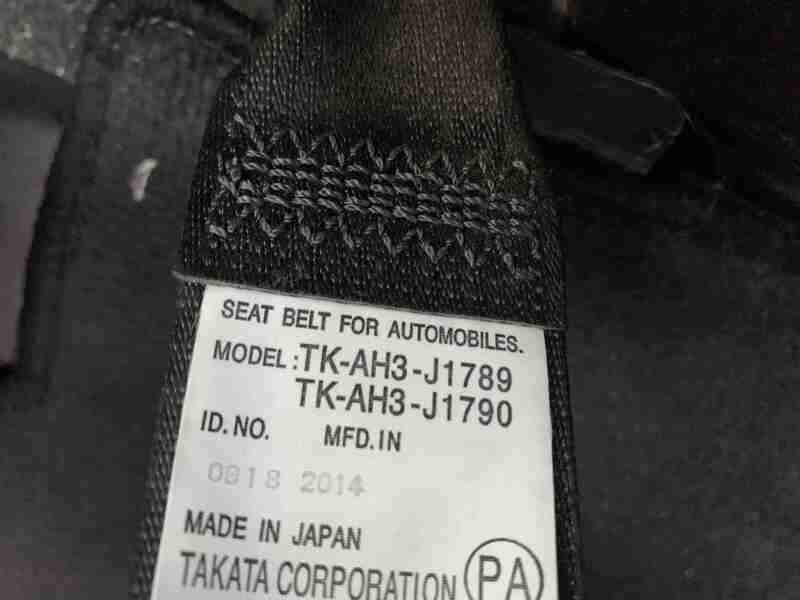 SEAT BELT FOR AUTOMOBILES.
MODEL: TK-AH3-J1789
TK-AH3-J1790
ID. NO. MFD. IN
0018 2014
MADE IN JAPAN
TAKATA CORPORATION PA